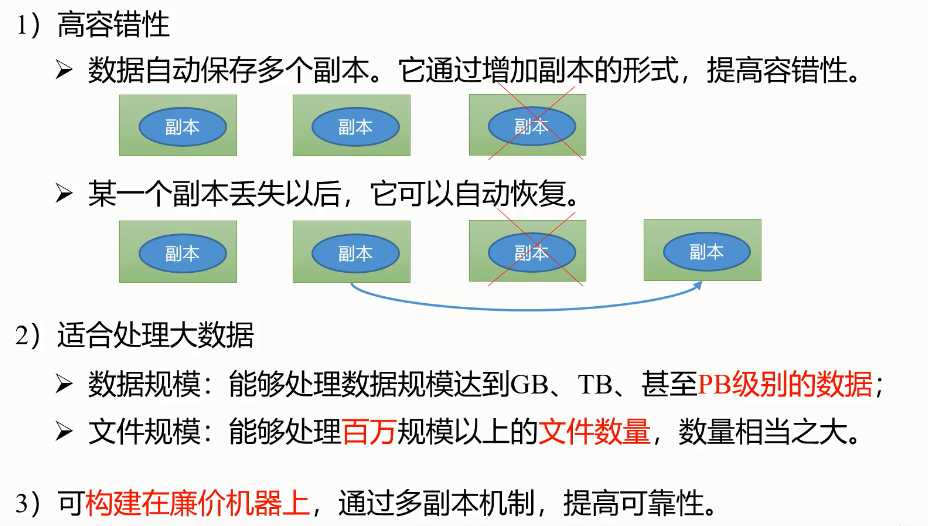 1）高容错性
➢ 数据自动保存多个副本。它通过增加副本的形式，提高容错性。
副本 副本 副本
➢ 某一个副本丢失以后，它可以自动恢复。
副本 副本 副本 副本
2）适合处理大数据
➢ 数据规模：能够处理数据规模达到GB、TB、甚至PB级别的数据；
➢ 文件规模：能够处理百万规模以上的文件数量，数量相当之大。
3）可构建在廉价机器上，通过多副本机制，提高可靠性。